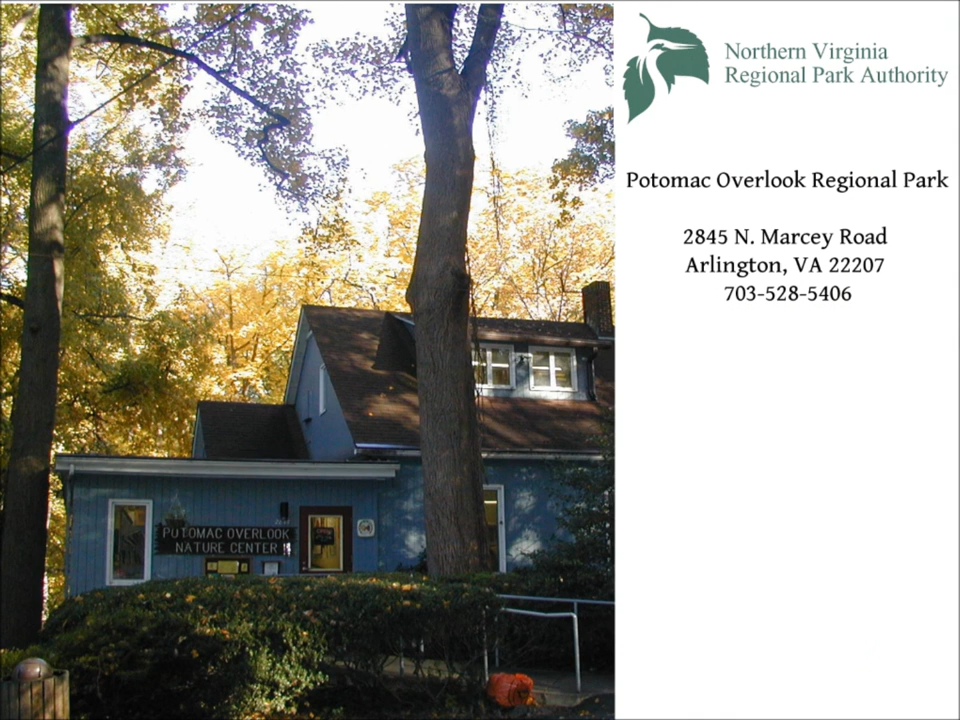 Northern Virginia
Regional Park Authority
Potomac Overlook Regional Park
2845 N. Marcey Road
Arlington, VA 22207
703-528-5406
POTOMAC OVERLOOK
NATURE CENTER